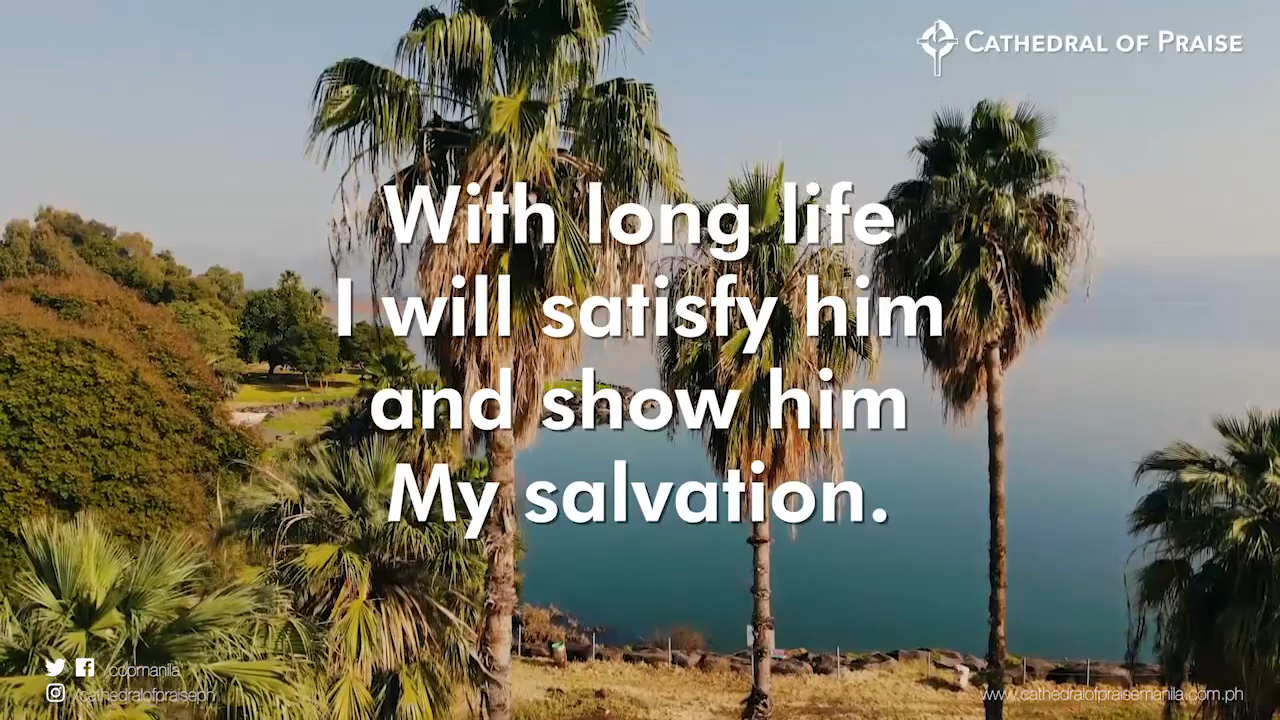 CATHEDRAL OF PRAISE
With long life
I will satisfy him
and show him
My salvation.
/copmanila
/cathedralofpraiseph
www.cathedralofpraisemanila.com.ph